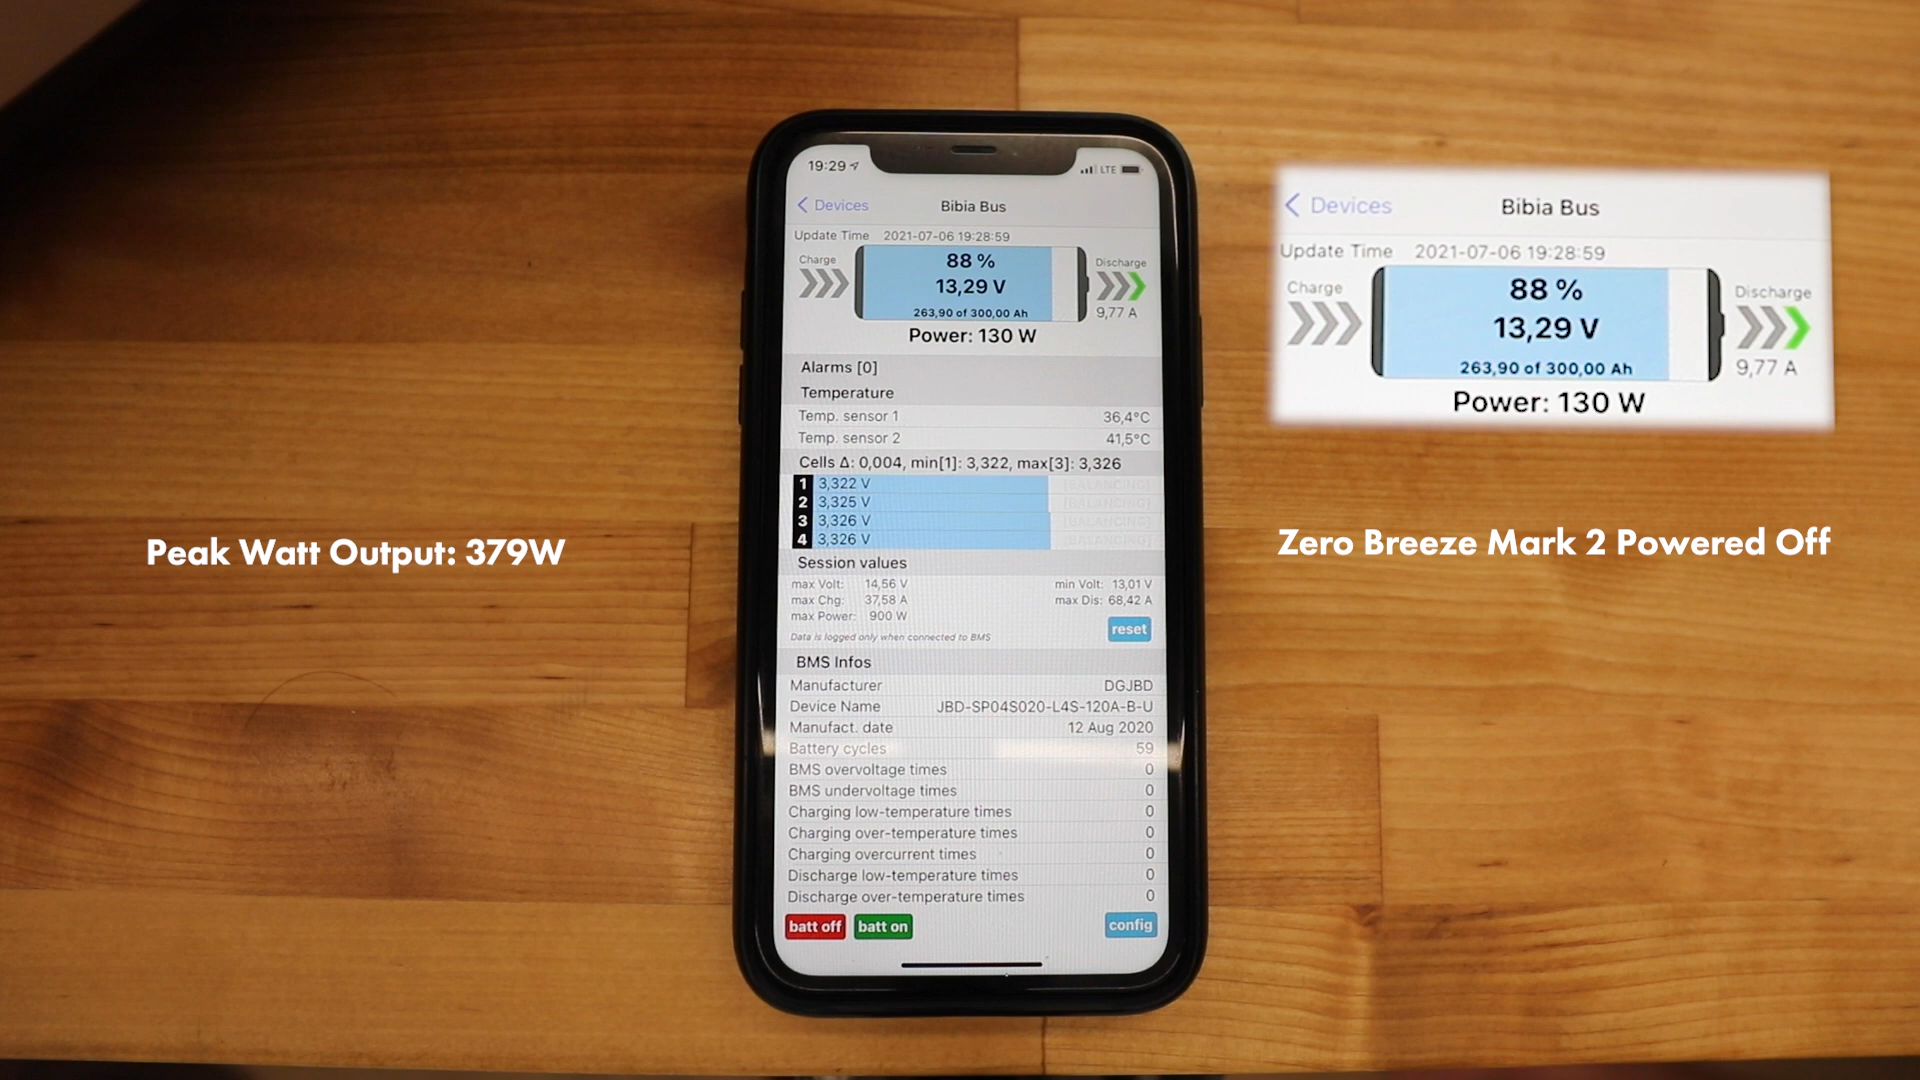 19:29
LTE
Devices
Bibia Bus
Update Time 2021-07-06 19:28:59
Charge
88 %
Discharge
13,29 V
263,90 of 300,00 Ah
9,77 A
Power: 130 W
Alarms [0]
Temperature
Temp. sensor 1 36,4°C
Temp. sensor 2 41,5°C
Cells Δ: 0,004, min[1]: 3,322, max[3]: 3,326
1 3,322 V [BALANCING]
2 3,325 V [BALANCING]
3 3,326 V [BALANCING]
4 3,326 V [BALANCING]
Session values
max Volt: 14,56 V min Volt: 13,01 V
max Chg: 37,58 A max Dis: 68,42 A
max Power: 900 W
Data is logged only when connected to BMS
reset
BMS Infos
Manufacturer DGJBD
Device Name JBD-SP04S020-L4S-120A-B-U
Manufact. date 12 Aug 2020
Battery cycles 59
BMS overvoltage times 0
BMS undervoltage times 0
Charging low-temperature times 0
Charging over-temperature times 0
Charging overcurrent times 0
Discharge low-temperature times 0
Discharge over-temperature times 0
batt off batt on config
Peak Watt Output: 379W
Devices
Bibia Bus
Update Time 2021-07-06 19:28:59
Charge
88 %
Discharge
13,29 V
263,90 of 300,00 Ah
9,77 A
Power: 130 W
Zero Breeze Mark 2 Powered Off